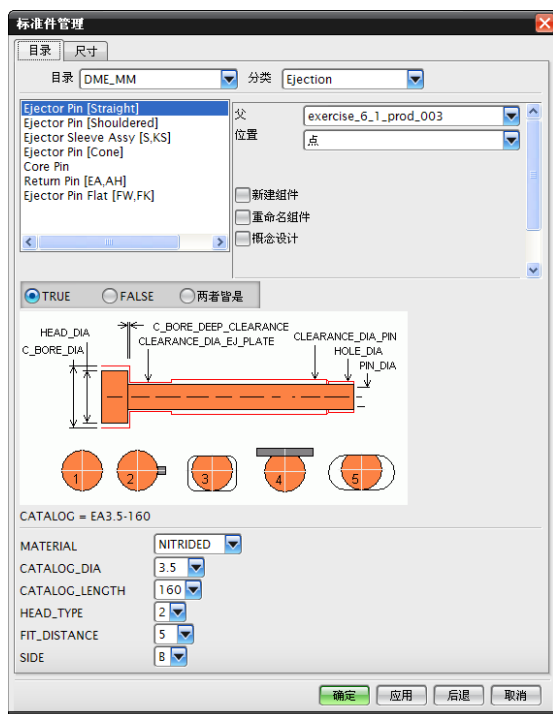 标准件管理
目录 尺寸
目录 DME_MM 分类 Ejection
Ejector Pin [Straight]
Ejector Pin [Shouldered]
Ejector Sleeve Assy [S,KS]
Ejector Pin [Cone]
Core Pin
Return Pin [EA,AH]
Ejector Pin Flat [FW,FK]
父 exercise_6_1_prod_003
位置 点
新建组件
重命名组件
概念设计
TRUE FALSE 两者皆是
HEAD_DIA
C_BORE_DIA
C_BORE_DEEP_CLEARANCE
CLEARANCE_DIA_EJ_PLATE
CLEARANCE_DIA_PIN
HOLE_DIA
PIN_DIA
1 2 3 4 5
CATALOG = EA3.5-160
MATERIAL NITRIDED
CATALOG_DIA 3.5
CATALOG_LENGTH 160
HEAD_TYPE 2
FIT_DISTANCE 5
SIDE B
确定 应用 后退 取消